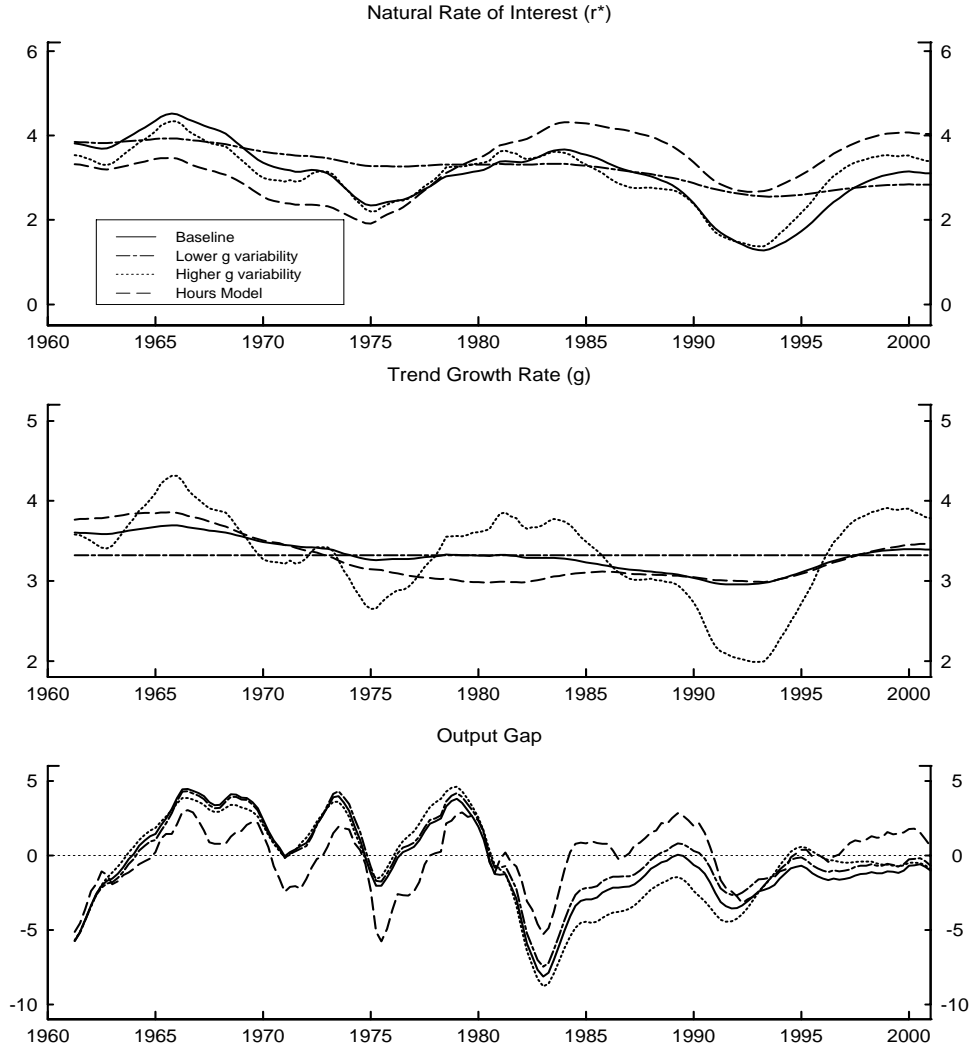 Natural Rate of Interest (r*)
6 6
4 4
2 2
0 0
Baseline
Lower g variability
Higher g variability
Hours Model
1960 1965 1970 1975 1980 1985 1990 1995 2000
Trend Growth Rate (g)
5 5
4 4
3 3
2 2
1960 1965 1970 1975 1980 1985 1990 1995 2000
Output Gap
5 5
0 0
-5 -5
-10 -10
1960 1965 1970 1975 1980 1985 1990 1995 2000